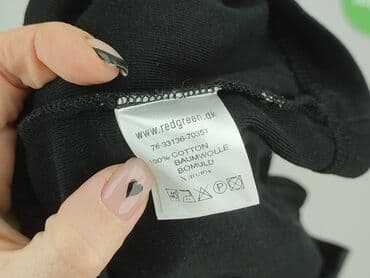 www.redgreen.dk
76-33136-70351
100% COTTON
BAUMWOLLE
BOMULD